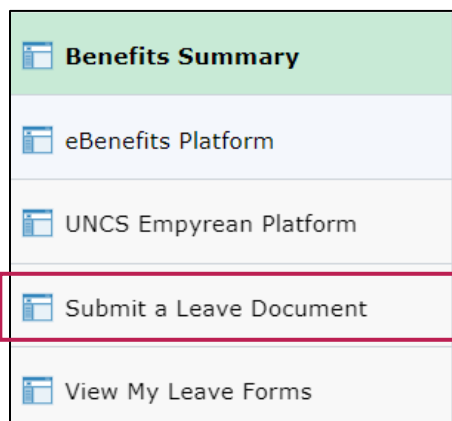 Benefits Summary
eBenefits Platform
UNCS Empyrean Platform
Submit a Leave Document
View My Leave Forms